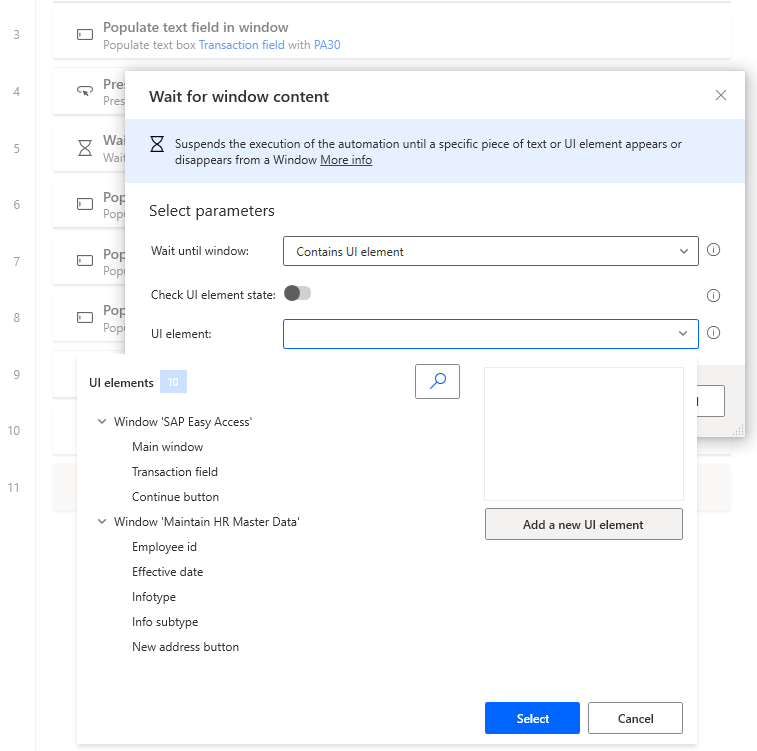 3
Populate text field in window
Populate text box Transaction field with PA30
4
Pres
Pres
Wait for window content
Suspends the execution of the automation until a specific piece of text or UI element appears or
disappears from a Window More info
5
Wai
Wait
Select parameters
6
Pop
Popu
Wait until window: Contains UI element
7
Pop
Popu
Check UI element state:
8
Pop
Popu
UI element:
9
UI elements 10
10
Window 'SAP Easy Access'
Main window
Transaction field
11
Continue button
Window 'Maintain HR Master Data'
Add a new UI element
Employee id
Effective date
Infotype
Info subtype
New address button
Select
Cancel